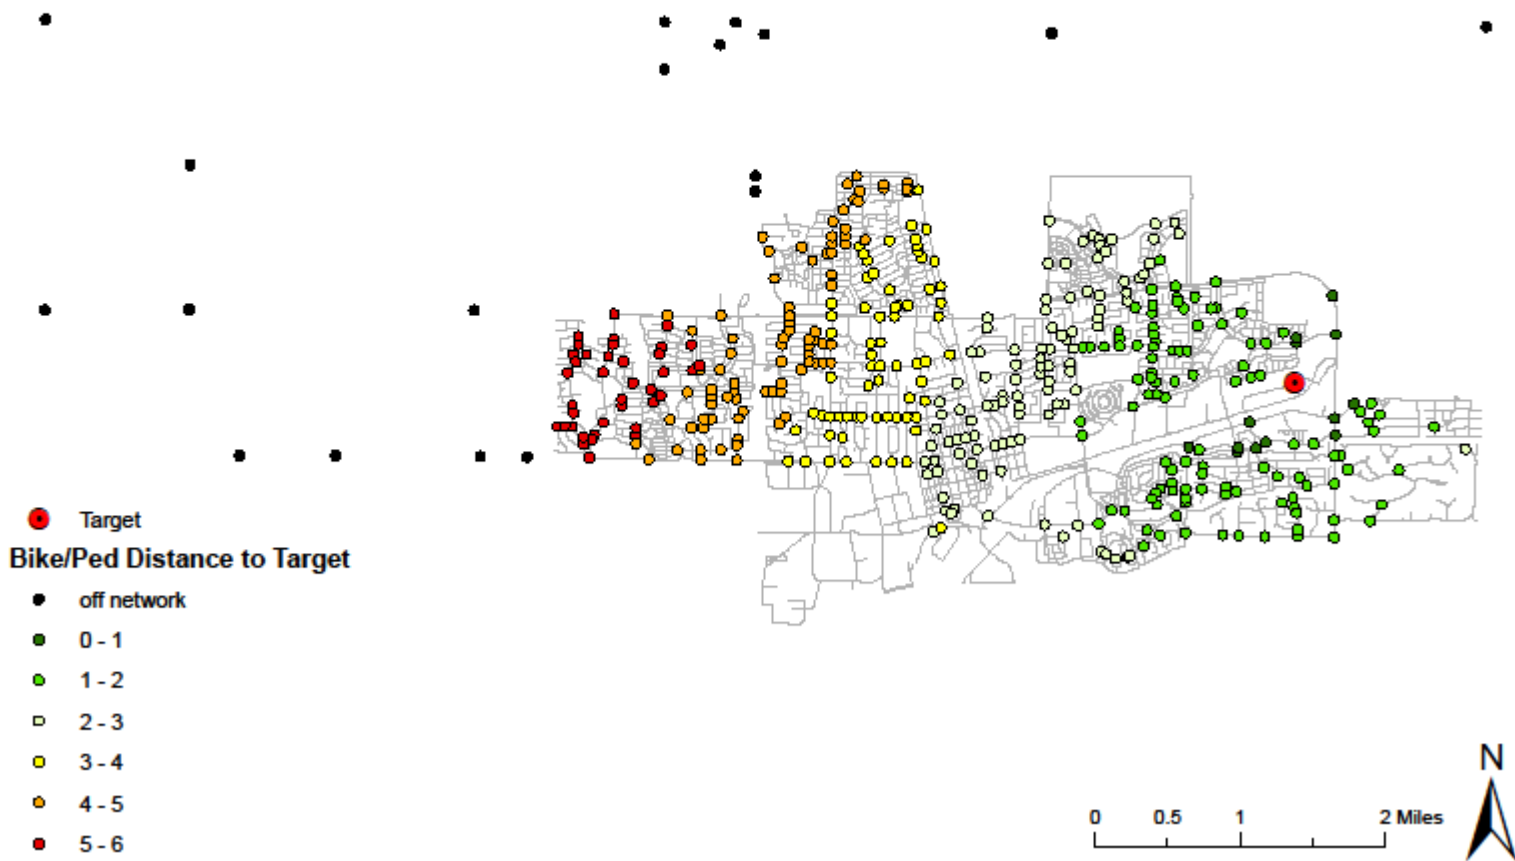 Target
Bike/Ped Distance to Target
off network
0 - 1
1 - 2
2 - 3
3 - 4
4 - 5
5 - 6
0 0.5 1 2 Miles
N